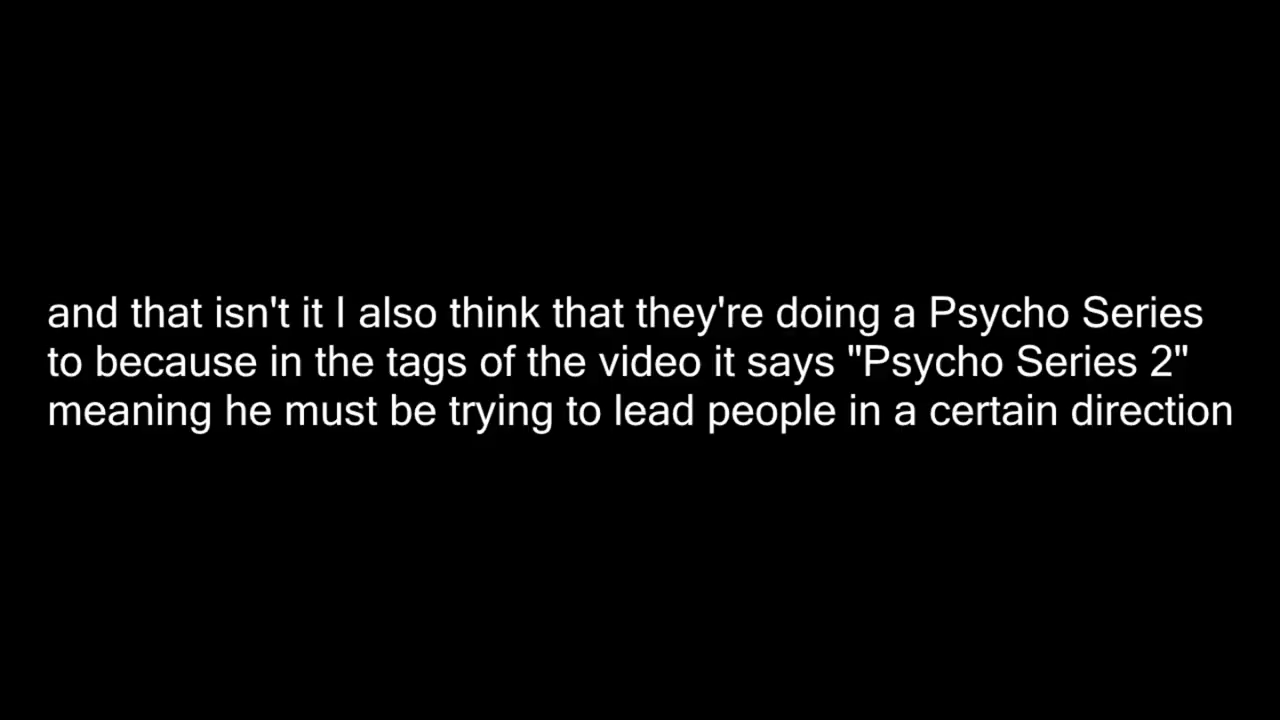 and that isn't it I also think that they're doing a Psycho Series
to because in the tags of the video it says "Psycho Series 2"
meaning he must be trying to lead people in a certain direction